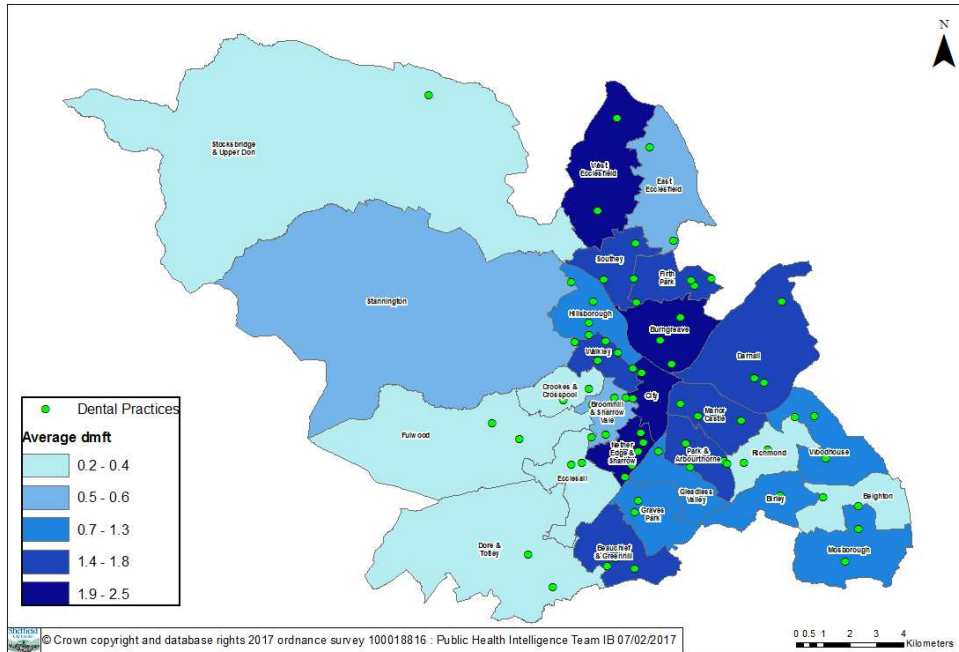 N
Stocksbridge
& Upper Don
West
Ecclesfield
East
Ecclesfield
Southey
Firth
Park
Stannington
Hillsborough
Burngreave
Darnall
Walkley
Crookes &
Crosspool
City
Broomhill
& Sharrow
Vale
Manor
Castle
Fulwood
Nether
Edge &
Sharrow
Park &
Arbourthorne
Richmond
Woodhouse
Ecclesall
Gleadless
Valley
Birley
Beighton
Graves
Park
Dore &
Totley
Beauchief
& Greenhill
Mosborough
Dental Practices
Average dmft
0.2 - 0.4
0.5 - 0.6
0.7 - 1.3
1.4 - 1.8
1.9 - 2.5
Sheffield
City Council
© Crown copyright and database rights 2017 ordnance survey 100018816 : Public Health Intelligence Team IB 07/02/2017
0 0.5 1 2 3 4
Kilometers